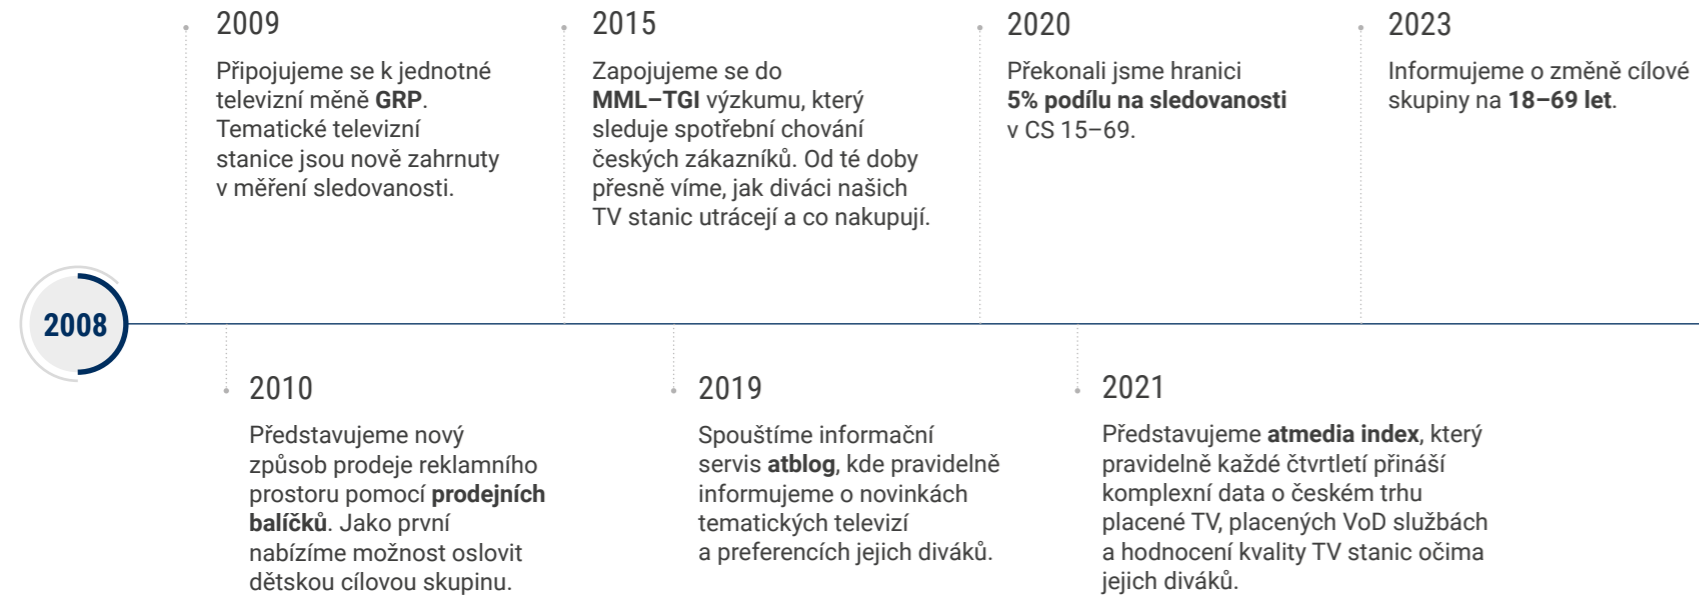 2009
Připojujeme se k jednotné
televizní měně GRP.
Tematické televizní
stanice jsou nově zahrnuty
v měření sledovanosti.
2015
Zapojujeme se do
MML–TGI výzkumu, který
sleduje spotřební chování
českých zákazníků. Od té doby
přesně víme, jak diváci našich
TV stanic utrácejí a co nakupují.
2020
Překonali jsme hranici
5% podílu na sledovanosti
v CS 15–69.
2023
Informujeme o změně cílové
skupiny na 18–69 let.
2008
2010
Představujeme nový
způsob prodeje reklamního
prostoru pomocí prodejních
balíčků. Jako první
nabízíme možnost oslovit
dětskou cílovou skupinu.
2019
Spouštíme informační
servis atblog, kde pravidelně
informujeme o novinkách
tematických televizí
a preferencích jejich diváků.
2021
Představujeme atmedia index, který
pravidelně každé čtvrtletí přináší
komplexní data o českém trhu
placené TV, placených VoD službách
a hodnocení kvality TV stanic očima
jejich diváků.